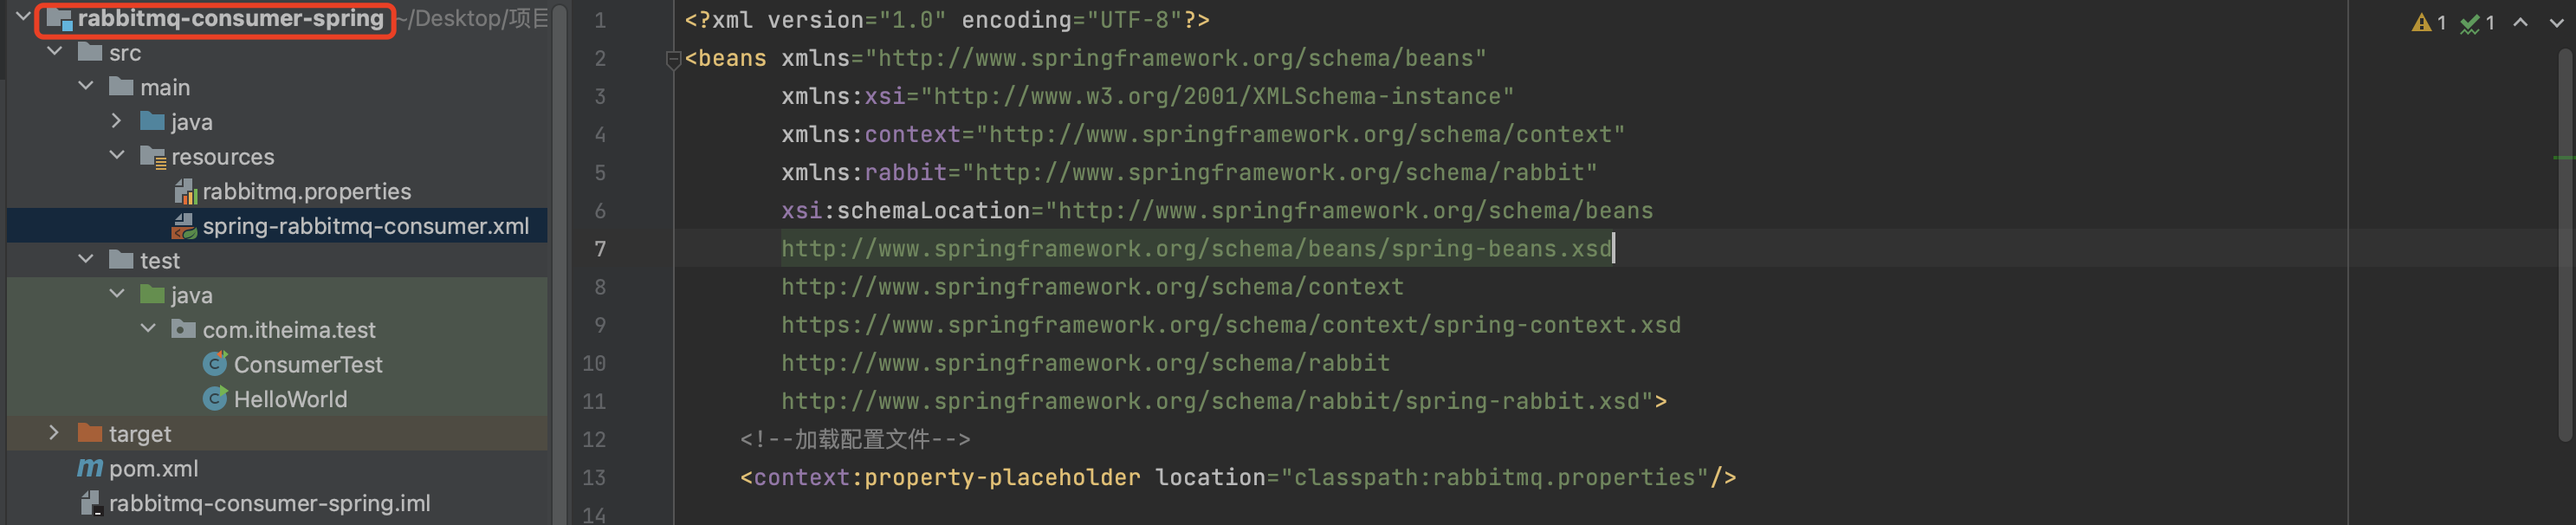 rabbitmq-consumer-spring ~/Desktop/项目
src
main
java
resources
rabbitmq.properties
spring-rabbitmq-consumer.xml
test
java
com.itheima.test
ConsumerTest
HelloWorld
target
pom.xml
rabbitmq-consumer-spring.iml
1 <?xml version="1.0" encoding="UTF-8"?>
2 <beans xmlns="http://www.springframework.org/schema/beans"
3 xmlns:xsi="http://www.w3.org/2001/XMLSchema-instance"
4 xmlns:context="http://www.springframework.org/schema/context"
5 xmlns:rabbit="http://www.springframework.org/schema/rabbit"
6 xsi:schemaLocation="http://www.springframework.org/schema/beans
7 http://www.springframework.org/schema/beans/spring-beans.xsd
8 http://www.springframework.org/schema/context
9 https://www.springframework.org/schema/context/spring-context.xsd
10 http://www.springframework.org/schema/rabbit
11 http://www.springframework.org/schema/rabbit/spring-rabbit.xsd">
12 <!--加载配置文件-->
13 <context:property-placeholder location="classpath:rabbitmq.properties"/>
14
1 1